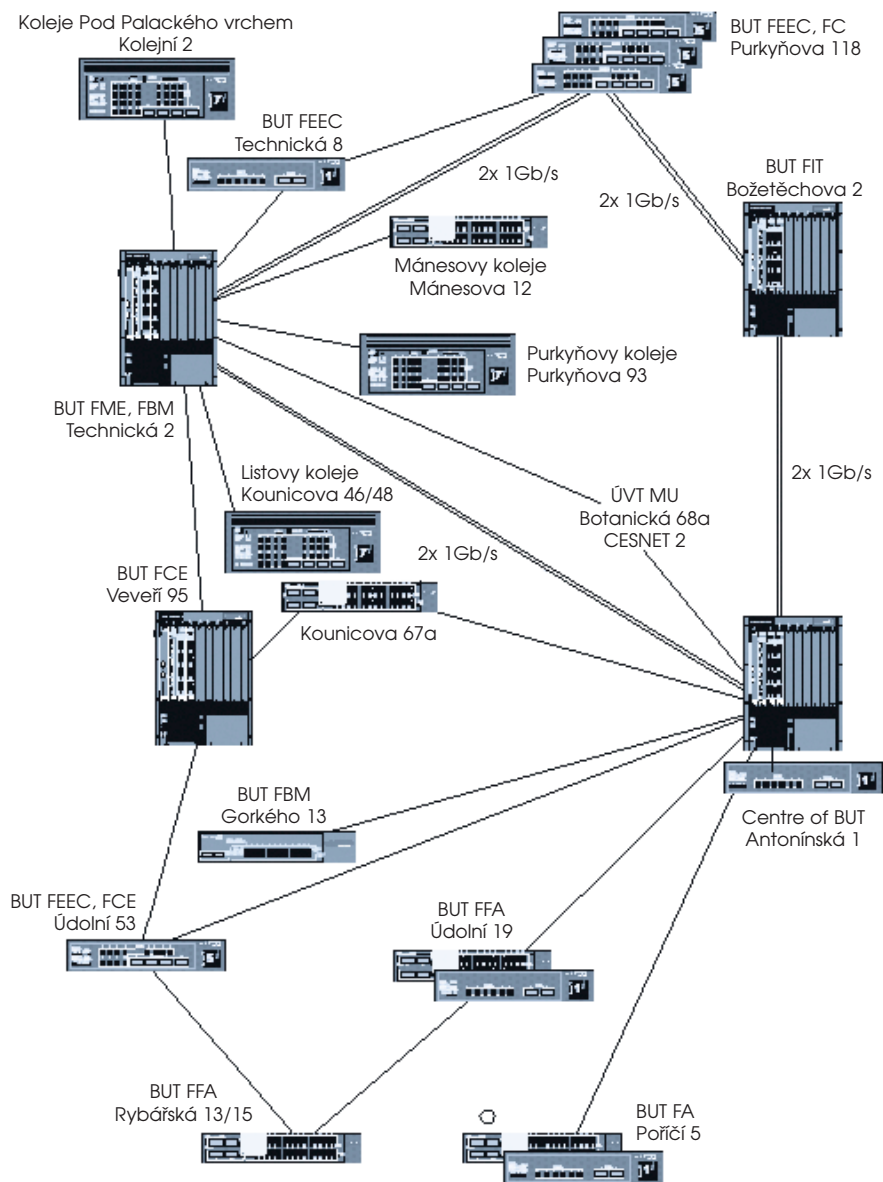 Koleje Pod Palackého vrchem
Kolejní 2
BUT FEEC, FC
Purkyňova 118
BUT FEEC
Technická 8
2x 1Gb/s
BUT FIT
Božetěchova 2
2x 1Gb/s
Mánesovy koleje
Mánesova 12
Purkyňovy koleje
Purkyňova 93
BUT FME, FBM
Technická 2
Listovy koleje
Kounicova 46/48
ÚVT MU
Botanická 68a
CESNET 2
2x 1Gb/s
2x 1Gb/s
BUT FCE
Veveří 95
Kounicova 67a
BUT FBM
Gorkého 13
Centre of BUT
Antonínská 1
BUT FEEC, FCE
Údolní 53
BUT FFA
Údolní 19
BUT FFA
Rybářská 13/15
BUT FA
Poříčí 5